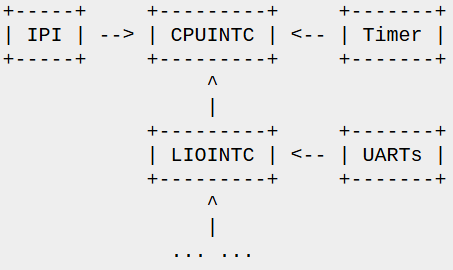 +-----+     +---------+     +-------+
| IPI | --> | CPUINTC | <-- | Timer |
+-----+     +---------+     +-------+
                 ^
                 |
            +---------+     +-------+
            | LIOINTC | <-- | UARTs |
            +---------+     +-------+
                 ^
                 |
              ... ...